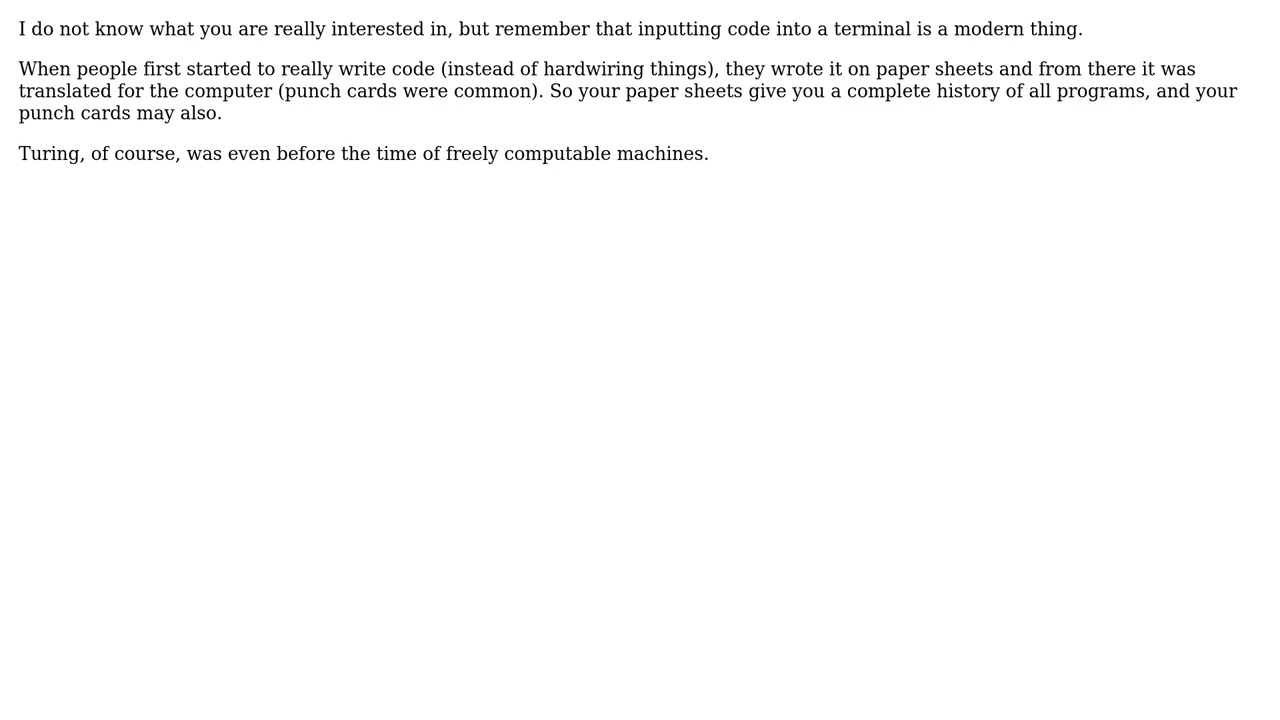 I do not know what you are really interested in, but remember that inputting code into a terminal is a modern thing.
When people first started to really write code (instead of hardwiring things), they wrote it on paper sheets and from there it was
translated for the computer (punch cards were common). So your paper sheets give you a complete history of all programs, and your
punch cards may also.
Turing, of course, was even before the time of freely computable machines.